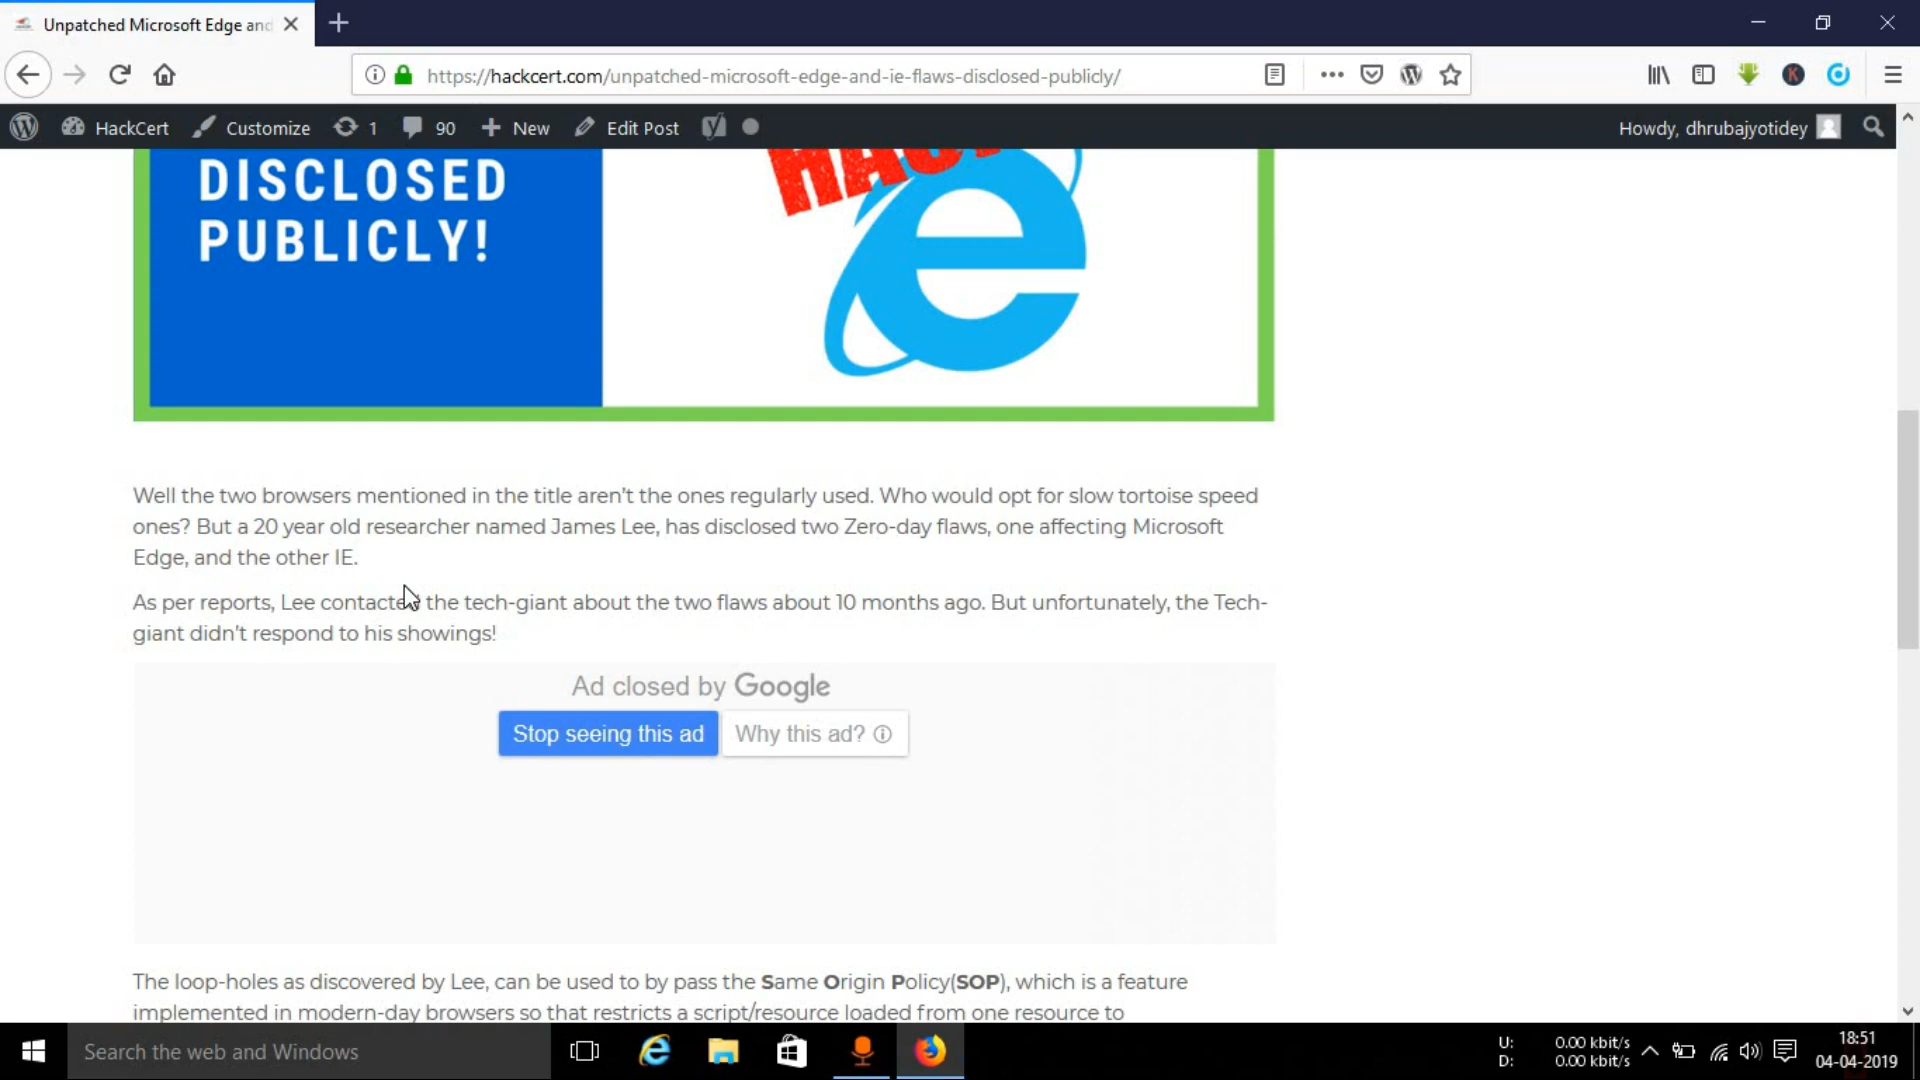 Unpatched Microsoft Edge and
https://hackcert.com/unpatched-microsoft-edge-and-ie-flaws-disclosed-publicly/
HackCert Customize 1 90 New Edit Post Howdy, dhrubajyotidey
DISCLOSED
PUBLICLY!
Well the two browsers mentioned in the title aren't the ones regularly used. Who would opt for slow tortoise speed
ones? But a 20 year old researcher named James Lee, has disclosed two Zero-day flaws, one affecting Microsoft
Edge, and the other IE.
As per reports, Lee contacted the tech-giant about the two flaws about 10 months ago. But unfortunately, the Tech-
giant didn't respond to his showings!
Ad closed by Google
Stop seeing this ad Why this ad?
The loop-holes as discovered by Lee, can be used to by pass the Same Origin Policy(SOP), which is a feature
implemented in modern-day browsers so that restricts a script/resource loaded from one resource to
Search the web and Windows
U: 0.00 kbit/s
D: 0.00 kbit/s
18:51
04-04-2019